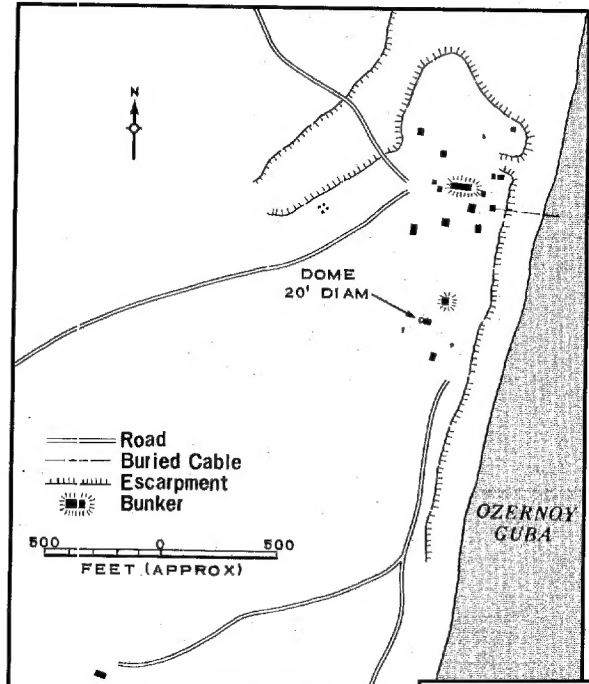 N
DOME
20' DIAM
Road
Buried Cable
Escarpment
Bunker
500 0 500
FEET (APPROX)
OZERNOY
GUBA